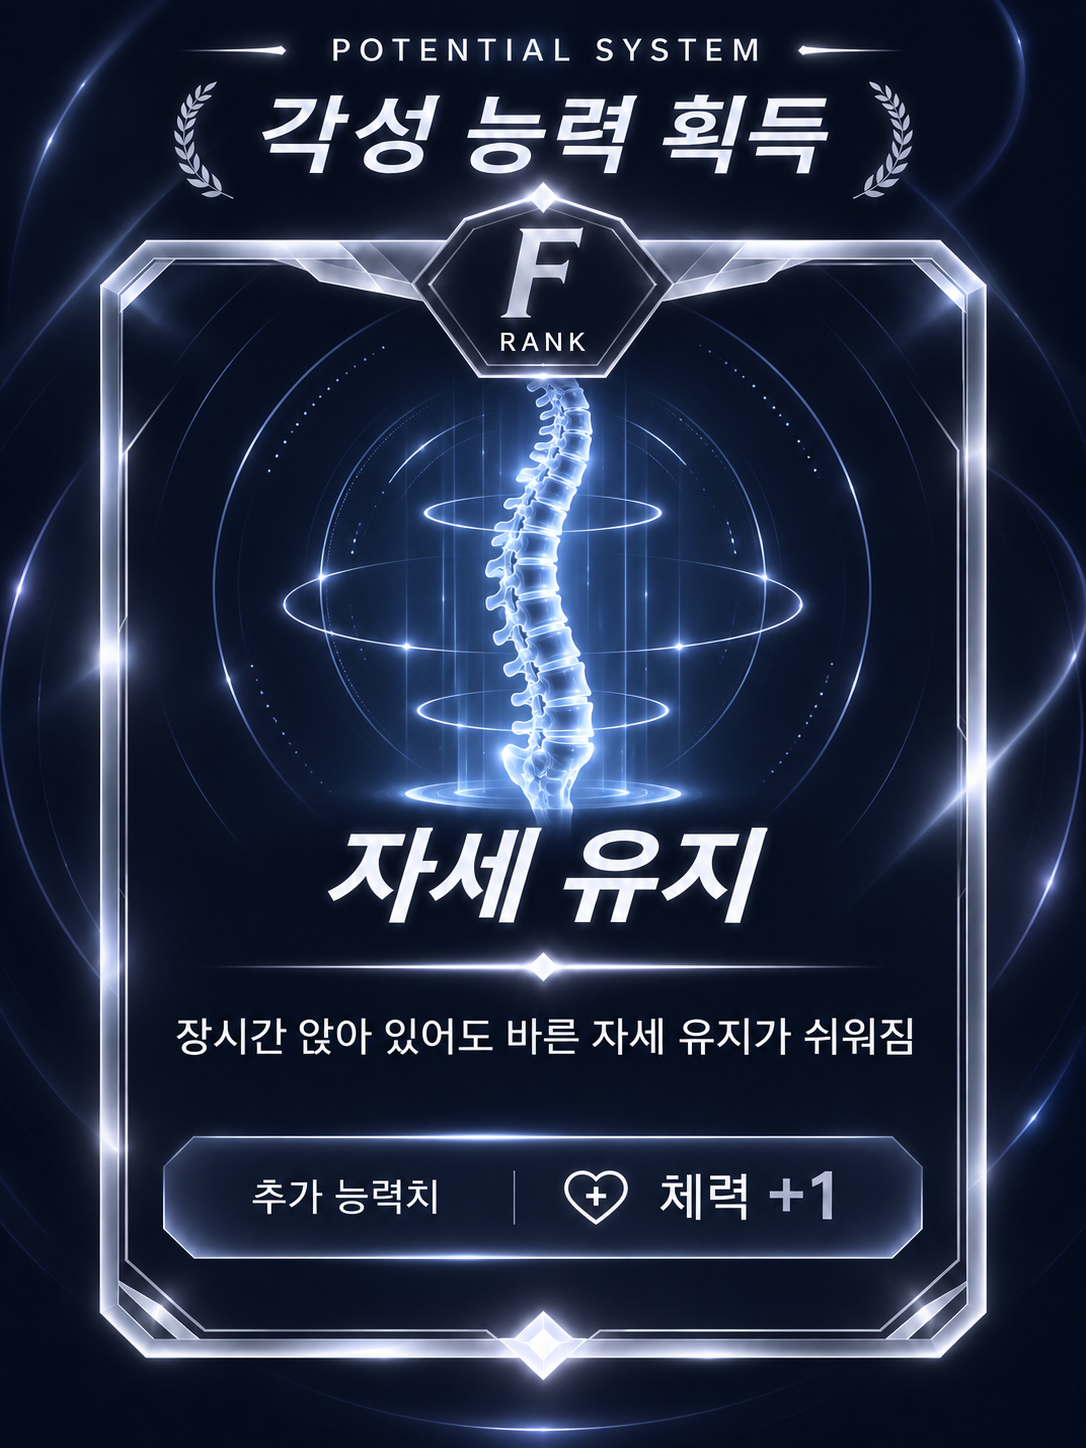 POTENTIAL SYSTEM
각성 능력 획득
F
RANK
자세 유지
장시간 앉아 있어도 바른 자세 유지가 쉬워짐
추가 능력치 체력 +1